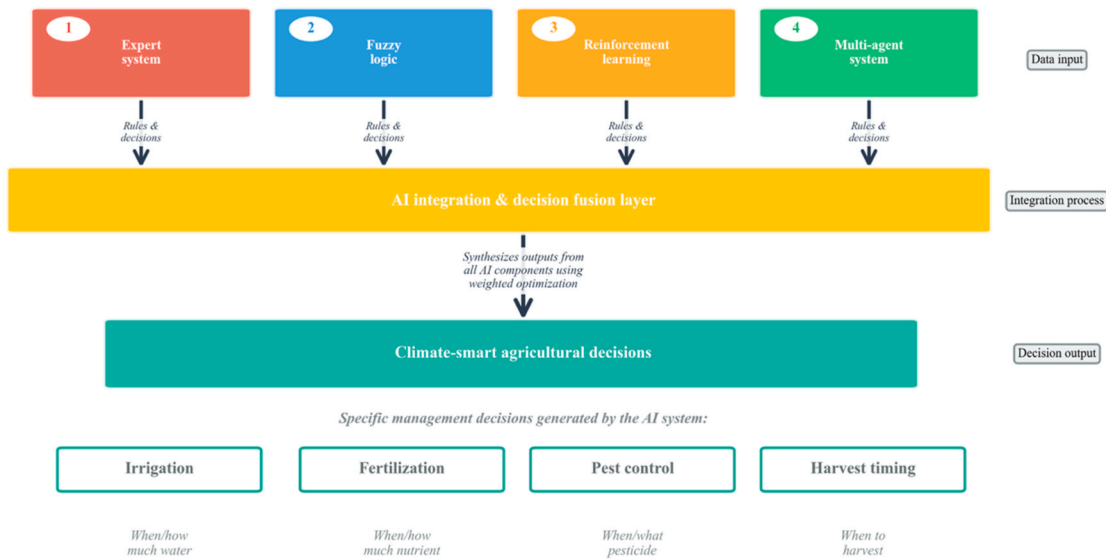 1
Expert
system
2
Fuzzy
logic
3
Reinforcement
learning
4
Multi-agent
system
Data input
Rules &
decisions
Rules &
decisions
Rules &
decisions
Rules &
decisions
AI integration & decision fusion layer
Integration process
Synthesizes outputs from
all AI components using
weighted optimization
Climate-smart agricultural decisions
Decision output
Specific management decisions generated by the AI system:
Irrigation
Fertilization
Pest control
Harvest timing
When/how
much water
When/how
much nutrient
When/what
pesticide
When to
harvest